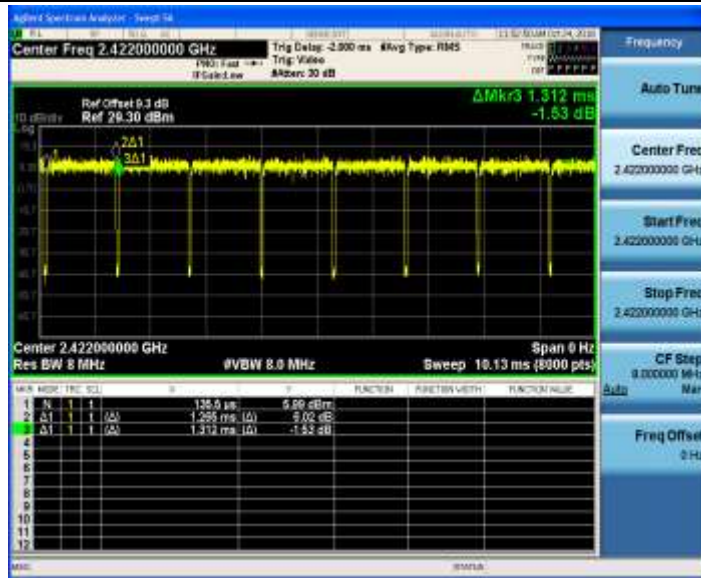 Agilent Spectrum Analyzer - Swept SA
Center Freq 2.422000000 GHz
PNO: Fast
IFGain:Low
Trig Delay: -2.000 ms
Trig: Video
#Atten: 30 dB
#Avg Type: RMS
Frequency
Auto Tune
Ref Offset 9.3 dB
10 dB/div Ref 29.30 dBm
Log
ΔMkr3 1.312 ms
-1.53 dB
2Δ1
3Δ1
Center Freq
2.422000000 GHz
Start Freq
2.422000000 GHz
Stop Freq
2.422000000 GHz
Center 2.422000000 GHz
Span 0 Hz
Res BW 8 MHz
#VBW 8.0 MHz
Sweep 10.13 ms (8000 pts)
CF Step
8.000000 MHz
Auto Man
MKR MODE TRC SCL X Y FUNCTION FUNCTION WIDTH FUNCTION VALUE
1 N 1 t 135.5 µs 5.99 dBm
2 Δ1 1 t (Δ) 1.265 ms (Δ) 6.02 dB
3 Δ1 1 t (Δ) 1.312 ms (Δ) -1.53 dB
4
5
6
7
8
9
10
11
12
Freq Offset
0 Hz
MSG
STATUS